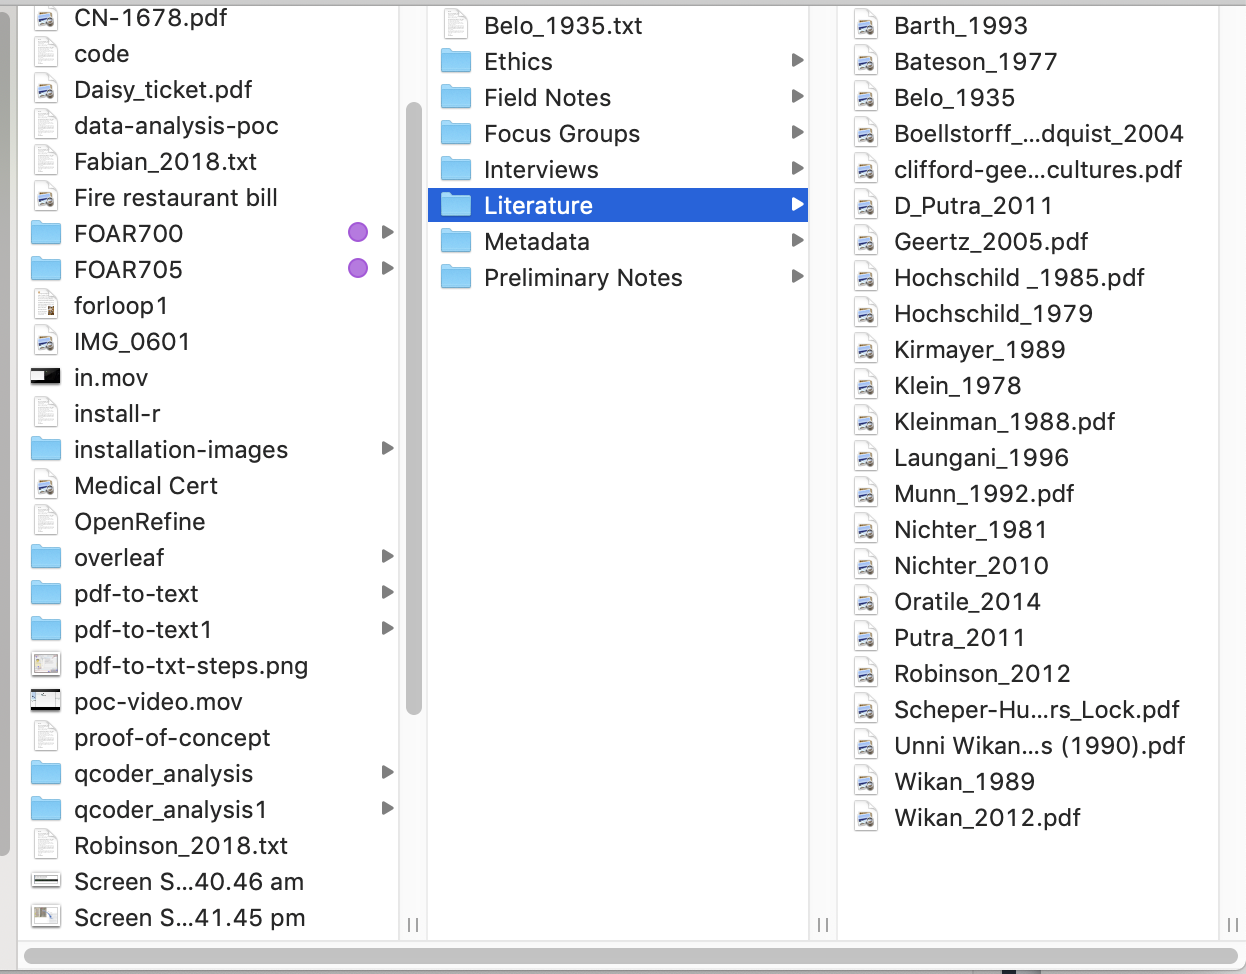 CN-1678.pdf
code
Daisy_ticket.pdf
data-analysis-poc
Fabian_2018.txt
Fire restaurant bill
FOAR700
FOAR705
forloop1
IMG_0601
in.mov
install-r
installation-images
Medical Cert
OpenRefine
overleaf
pdf-to-text
pdf-to-text1
pdf-to-txt-steps.png
poc-video.mov
proof-of-concept
qcoder_analysis
qcoder_analysis1
Robinson_2018.txt
Screen S...40.46 am
Screen S...41.45 pm
Belo_1935.txt
Ethics
Field Notes
Focus Groups
Interviews
Literature
Metadata
Preliminary Notes
Barth_1993
Bateson_1977
Belo_1935
Boellstorff_...dquist_2004
clifford-gee...cultures.pdf
D_Putra_2011
Geertz_2005.pdf
Hochschild _1985.pdf
Hochschild_1979
Kirmayer_1989
Klein_1978
Kleinman_1988.pdf
Laungani_1996
Munn_1992.pdf
Nichter_1981
Nichter_2010
Oratile_2014
Putra_2011
Robinson_2012
Scheper-Hu...rs_Lock.pdf
Unni Wikan...s (1990).pdf
Wikan_1989
Wikan_2012.pdf